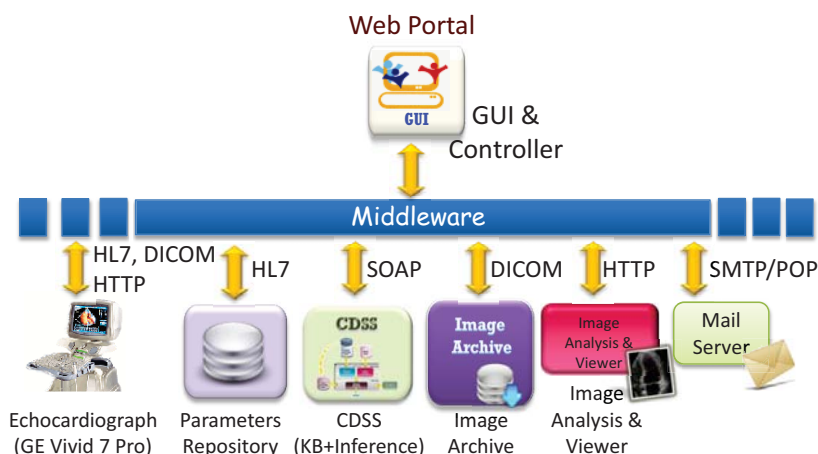 Web Portal
GUI
GUI &
Controller
Middleware
HL7, DICOM
HTTP
HL7
SOAP
DICOM
HTTP
SMTP/POP
CDSS
Image
Archive
Image
Analysis &
Viewer
Mail
Server
Echocardiograph
(GE Vivid 7 Pro)
Parameters
Repository
CDSS
(KB+Inference)
Image
Archive
Image
Analysis &
Viewer